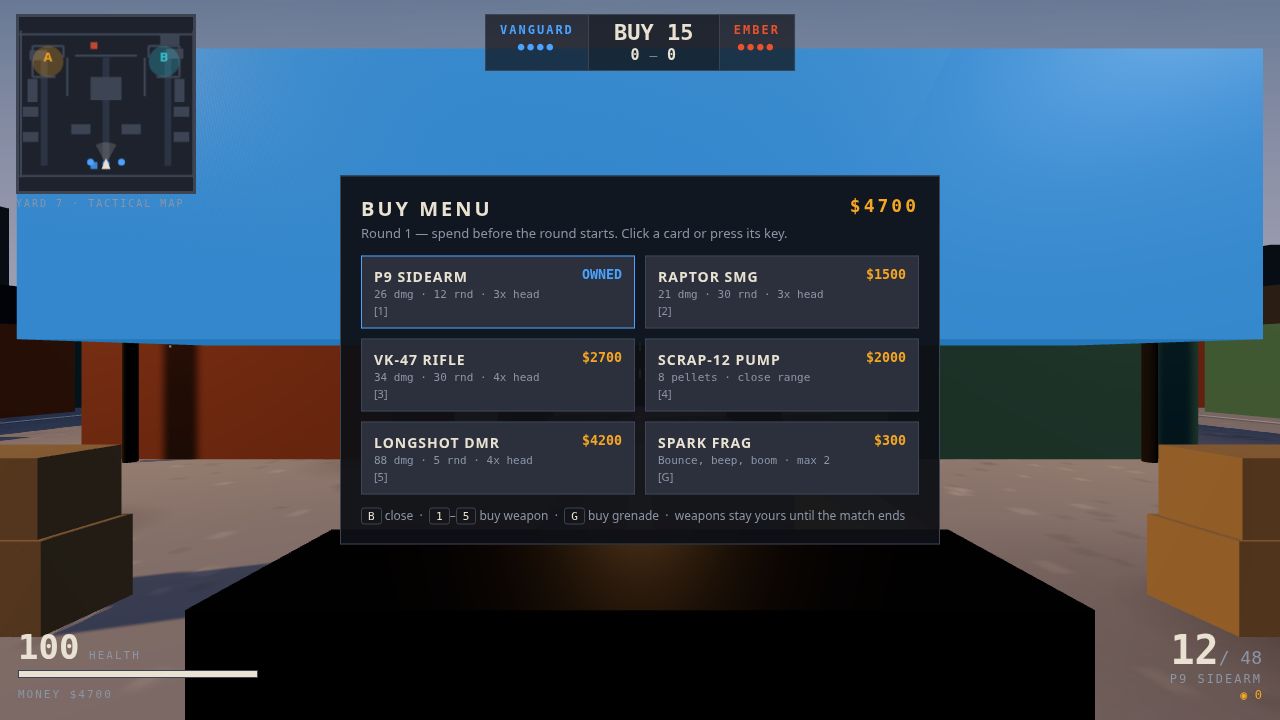 A
B
YARD 7 · TACTICAL MAP
VANGUARD
BUY 15
0 – 0
EMBER
BUY MENU
$4700
Round 1 — spend before the round starts. Click a card or press its key.
P9 SIDEARM
OWNED
26 dmg · 12 rnd · 3x head
[1]
RAPTOR SMG
$1500
21 dmg · 30 rnd · 3x head
[2]
VK-47 RIFLE
$2700
34 dmg · 30 rnd · 4x head
[3]
SCRAP-12 PUMP
$2000
8 pellets · close range
[4]
LONGSHOT DMR
$4200
88 dmg · 5 rnd · 4x head
[5]
SPARK FRAG
$300
Bounce, beep, boom · max 2
[G]
B close · 1–5 buy weapon · G buy grenade · weapons stay yours until the match ends
100 HEALTH
MONEY $4700
12 / 48
P9 SIDEARM
◉ 0